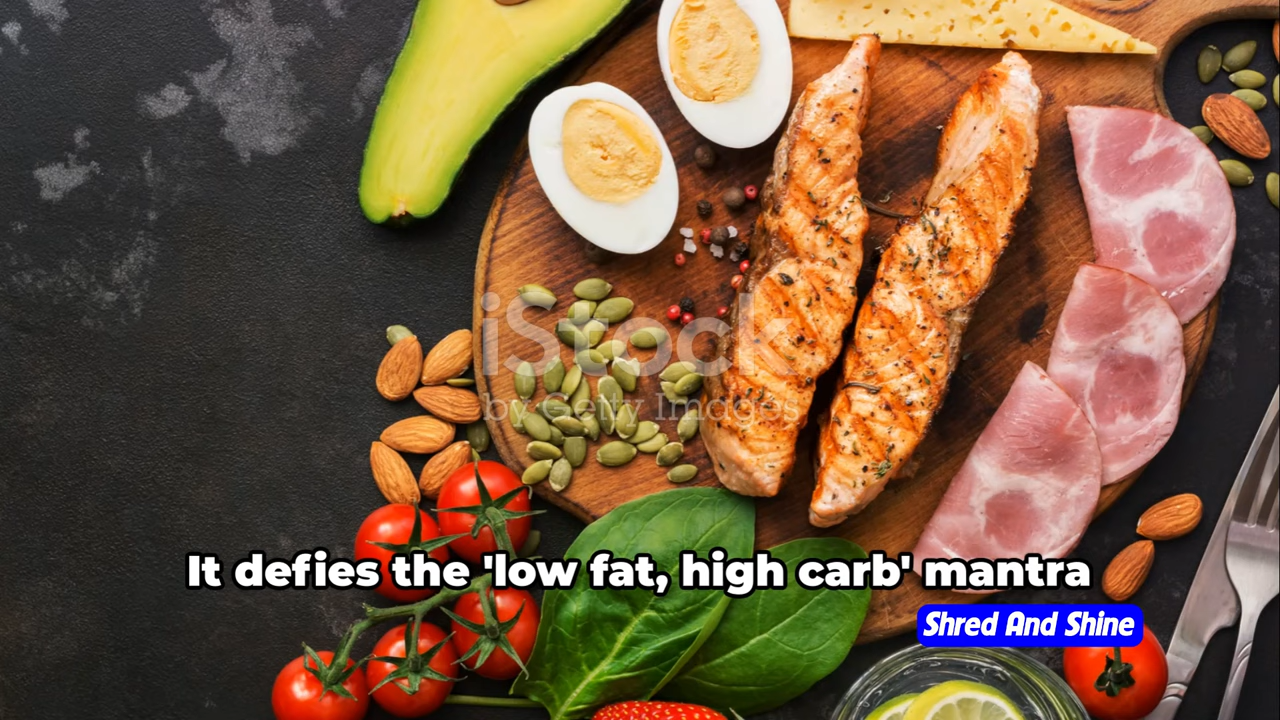 iStock
by Getty Images
It defies the 'low fat, high carb' mantra
Shred And Shine